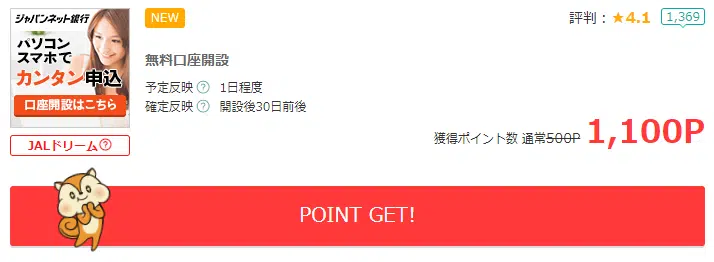 ジャパンネット銀行
パソコン
スマホで
カンタン申込
口座開設はこちら
JALドリーム?
NEW
評判：★4.1 1,369
無料口座開設
予定反映 ? 1日程度
確定反映 ? 開設後30日前後
獲得ポイント数 通常500P 1,100P
POINT GET!